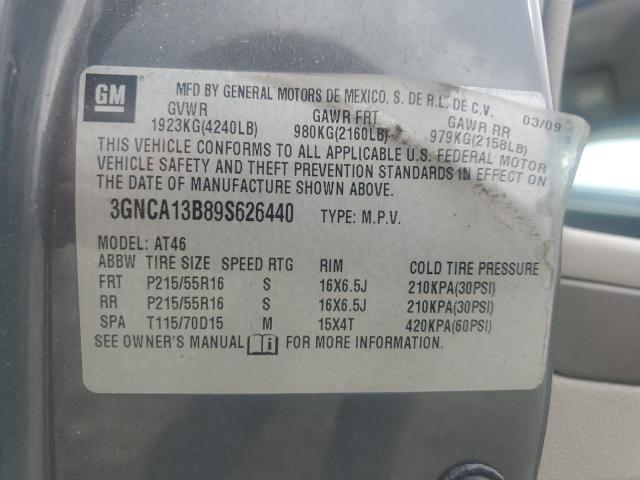 GM
MFD BY GENERAL MOTORS DE MEXICO, S. DE R.L. DE C.V.
03/09
GVWR GAWR FRT GAWR RR
1923KG(4240LB) 980KG(2160LB) 979KG(2158LB)
THIS VEHICLE CONFORMS TO ALL APPLICABLE U.S. FEDERAL MOTOR
VEHICLE SAFETY AND THEFT PREVENTION STANDARDS IN EFFECT ON
THE DATE OF MANUFACTURE SHOWN ABOVE.
3GNCA13B89S626440 TYPE: M.P.V.
MODEL: AT46
ABBW TIRE SIZE SPEED RTG RIM COLD TIRE PRESSURE
FRT P215/55R16 S 16X6.5J 210KPA(30PSI)
RR P215/55R16 S 16X6.5J 210KPA(30PSI)
SPA T115/70D15 M 15X4T 420KPA(60PSI)
SEE OWNER'S MANUAL FOR MORE INFORMATION.